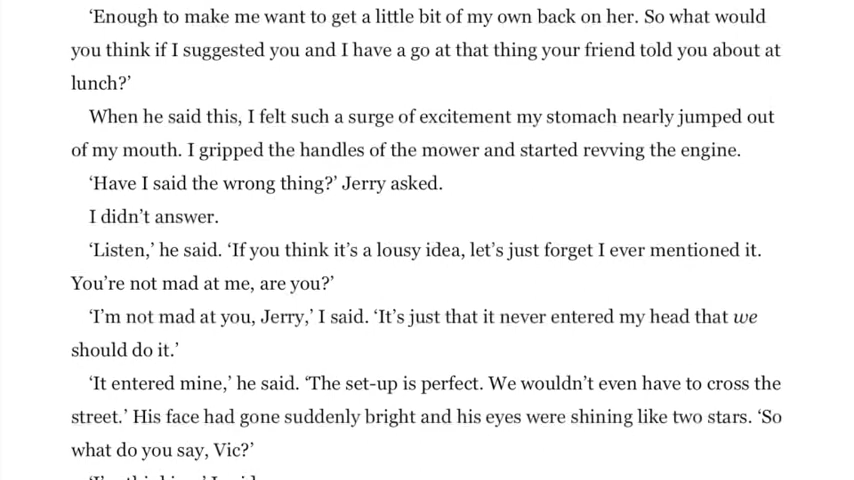 ‘Enough to make me want to get a little bit of my own back on her. So what would
you think if I suggested you and I have a go at that thing your friend told you about at
lunch?’
When he said this, I felt such a surge of excitement my stomach nearly jumped out
of my mouth. I gripped the handles of the mower and started revving the engine.
‘Have I said the wrong thing?’ Jerry asked.
I didn’t answer.
‘Listen,’ he said. ‘If you think it’s a lousy idea, let’s just forget I ever mentioned it.
You’re not mad at me, are you?’
‘I’m not mad at you, Jerry,’ I said. ‘It’s just that it never entered my head that we
should do it.’
‘It entered mine,’ he said. ‘The set-up is perfect. We wouldn’t even have to cross the
street.’ His face had gone suddenly bright and his eyes were shining like two stars. ‘So
what do you say, Vic?’